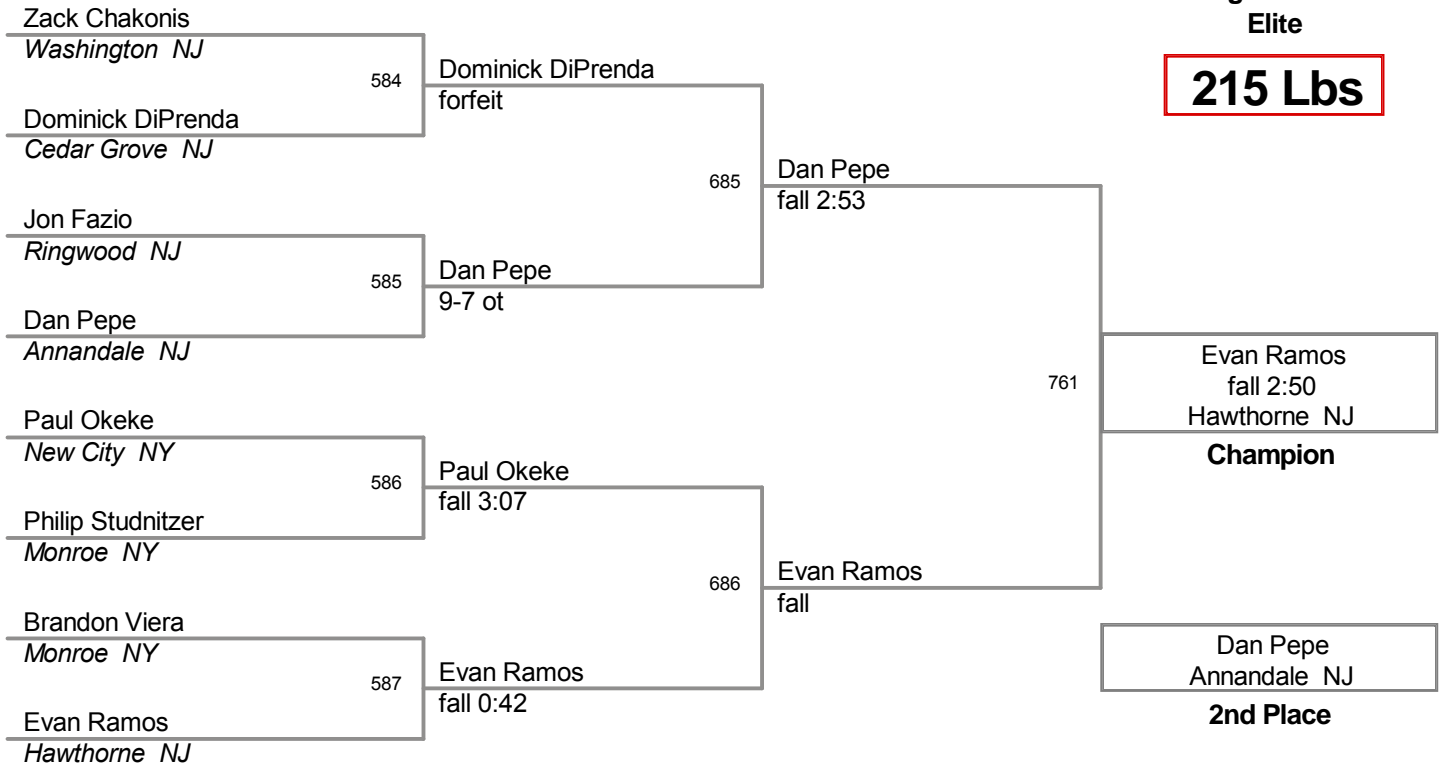 Elite
215 Lbs
Zack Chakonis
Washington NJ
584
Dominick DiPrenda
forfeit
Dominick DiPrenda
Cedar Grove NJ
685
Dan Pepe
fall 2:53
Jon Fazio
Ringwood NJ
585
Dan Pepe
9-7 ot
Dan Pepe
Annandale NJ
761
Evan Ramos
fall 2:50
Hawthorne NJ
Champion
Paul Okeke
New City NY
586
Paul Okeke
fall 3:07
Philip Studnitzer
Monroe NY
686
Evan Ramos
fall
Brandon Viera
Monroe NY
587
Evan Ramos
fall 0:42
Evan Ramos
Hawthorne NJ
Dan Pepe
Annandale NJ
2nd Place